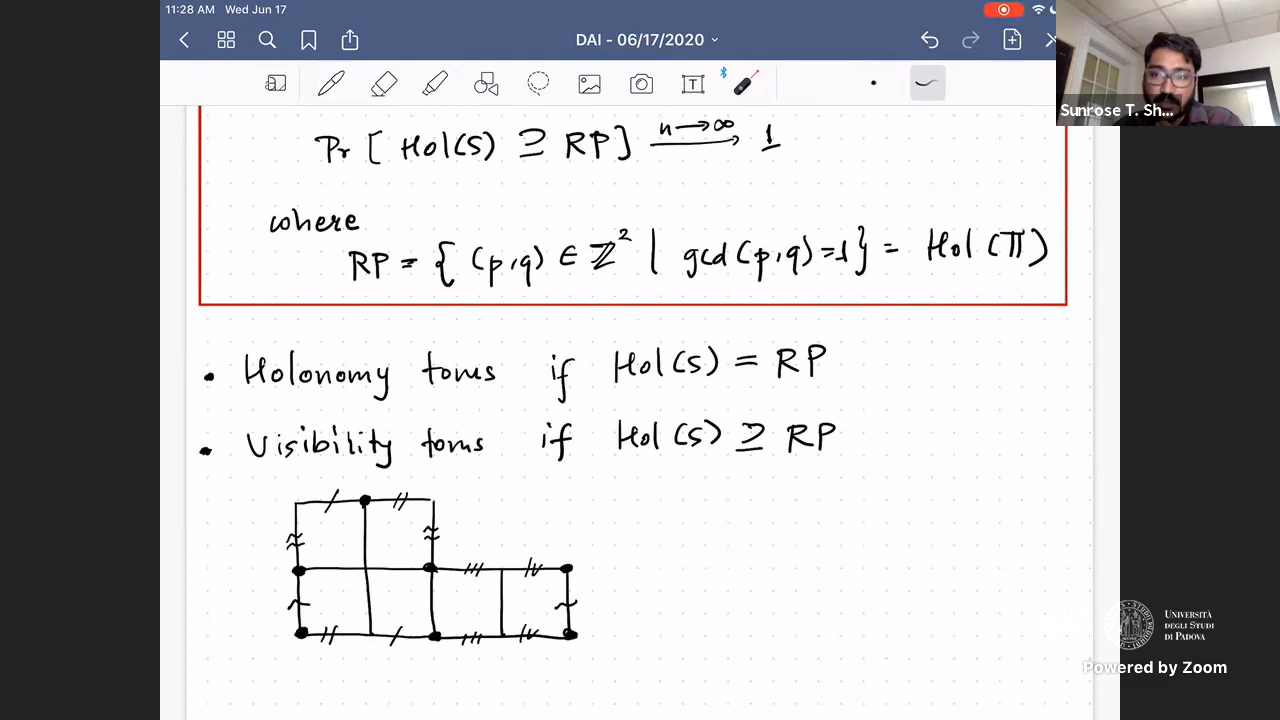 11:28 AM Wed Jun 17
DAI - 06/17/2020
Sunrose T. Sh...
T
Pr [ Hol(S) ⊇ RP ] n→∞ 1
where
RP = { (p,q) ∈ ℤ² | gcd(p,q)=1 } = Hol(𝕋)
• Holonomy torus if Hol(S) = RP
• Visibility torus if Hol(S) ⊇ RP
UNIVERSITÀ
DEGLI STUDI
DI PADOVA
Powered by Zoom